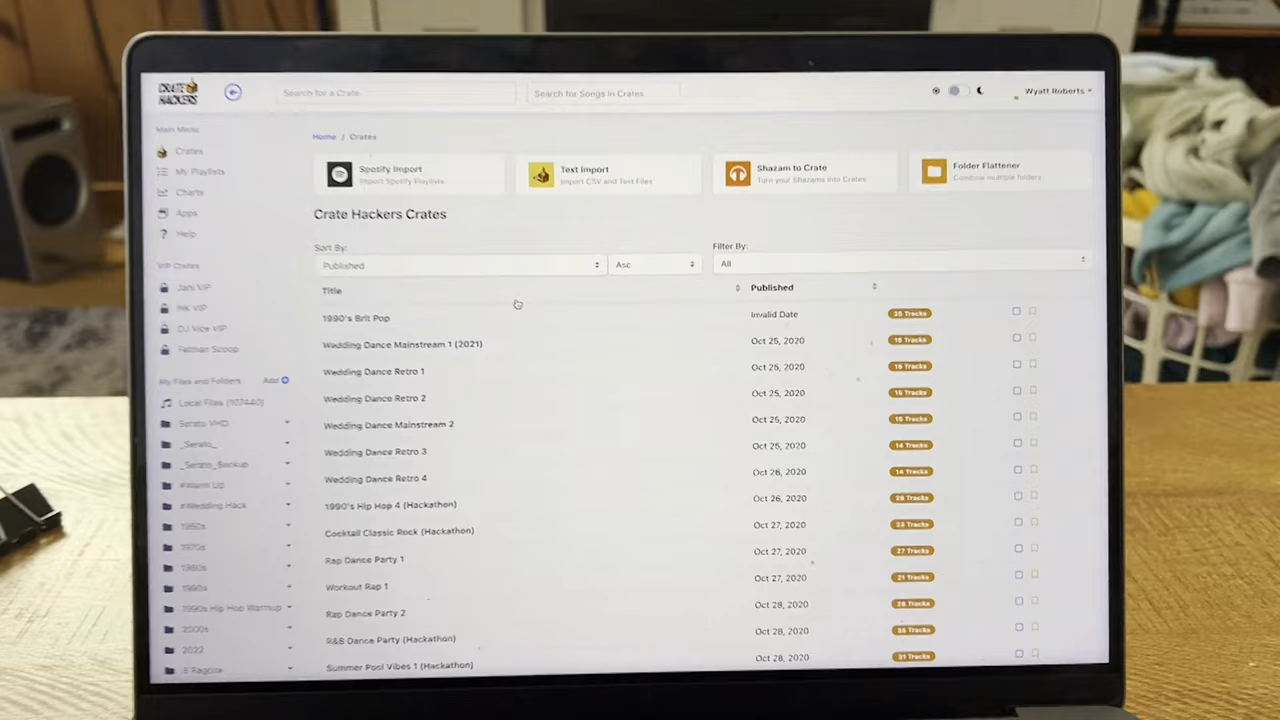 CRATE HACKERS
Search for a Crate
Search for Songs in Crates
Wyatt Roberts
Main Menu
Crates
My Playlists
Charts
Apps
Help
VIP Crates
Jani VIP
HK VIP
DJ Vice VIP
Fatman Scoop
My Files and Folders Add
Local Files
Serato VHD
_Serato_
_Serato_Backup
#Warm Up
#Wedding Hack
1950s
1970s
1980s
1990s
1990s Hip Hop Warmup
2000s
2022
Home / Crates
Spotify Import
Import Spotify Playlists
Text Import
Import CSV and Text Files
Shazam to Crate
Turn your Shazams into Crates
Folder Flattener
Combine multiple folders
Crate Hackers Crates
Sort By:
Published
Asc
Filter By:
All
Title Published
1990's Brit Pop Invalid Date 35 Tracks
Wedding Dance Mainstream 1 (2021) Oct 25, 2020 16 Tracks
Wedding Dance Retro 1 Oct 25, 2020 15 Tracks
Wedding Dance Retro 2 Oct 25, 2020 15 Tracks
Wedding Dance Mainstream 2 Oct 25, 2020 16 Tracks
Wedding Dance Retro 3 Oct 25, 2020 14 Tracks
Wedding Dance Retro 4 Oct 26, 2020 14 Tracks
1990's Hip Hop 4 (Hackathon) Oct 26, 2020 28 Tracks
Cocktail Classic Rock (Hackathon) Oct 27, 2020 23 Tracks
Rap Dance Party 1 Oct 27, 2020 27 Tracks
Workout Rap 1 Oct 27, 2020 21 Tracks
Rap Dance Party 2 Oct 28, 2020 28 Tracks
R&B Dance Party (Hackathon) Oct 28, 2020 35 Tracks
Summer Pool Vibes 1 (Hackathon) Oct 28, 2020 31 Tracks